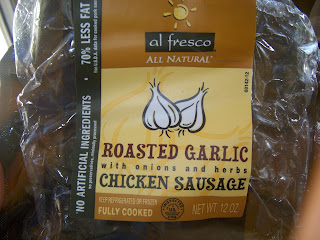 al fresco
ALL NATURAL
70% LESS FAT
NO ARTIFICIAL INGREDIENTS
ROASTED GARLIC
with onions and herbs
CHICKEN SAUSAGE
KEEP REFRIGERATED OR FROZEN
FULLY COOKED
NET WT 12 OZ.